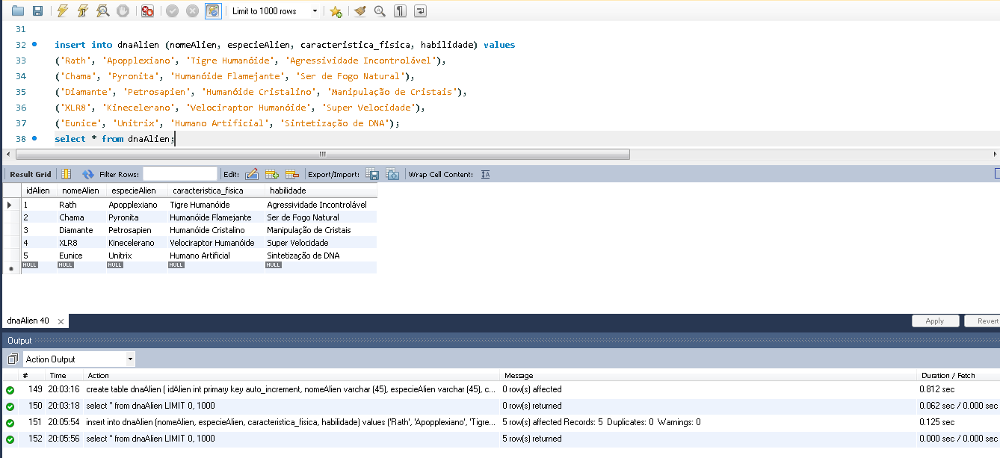 Limit to 1000 rows
31
32 insert into dnaAlien (nomeAlien, especieAlien, caracteristica_fisica, habilidade) values
33 ('Rath', 'Apopplexiano', 'Tigre Humanóide', 'Agressividade Incontrolável'),
34 ('Chama', 'Pyronita', 'Humanóide Flamejante', 'Ser de Fogo Natural'),
35 ('Diamante', 'Petrosapien', 'Humanóide Cristalino', 'Manipulação de Cristais'),
36 ('XLR8', 'Kinecelerano', 'Velociraptor Humanóide', 'Super Velocidade'),
37 ('Eunice', 'Unitrix', 'Humano Artificial', 'Sintetização de DNA');
38 select * from dnaAlien;
Result Grid Filter Rows: Edit: Export/Import: Wrap Cell Content: IA
idAlien nomeAlien especieAlien caracteristica_fisica habilidade
1 Rath Apopplexiano Tigre Humanóide Agressividade Incontrolável
2 Chama Pyronita Humanóide Flamejante Ser de Fogo Natural
3 Diamante Petrosapien Humanóide Cristalino Manipulação de Cristais
4 XLR8 Kinecelerano Velociraptor Humanóide Super Velocidade
5 Eunice Unitrix Humano Artificial Sintetização de DNA
NULL NULL NULL NULL NULL
dnaAlien 40 Apply Revert
Output
Action Output
# Time Action Message Duration / Fetch
149 20:03:16 create table dnaAlien ( idAlien int primary key auto_increment, nomeAlien varchar (45), especieAlien varchar (45), c... 0 row(s) affected 0.812 sec
150 20:03:18 select * from dnaAlien LIMIT 0, 1000 0 row(s) returned 0.062 sec / 0.000 sec
151 20:05:54 insert into dnaAlien (nomeAlien, especieAlien, caracteristica_fisica, habilidade) values ('Rath', 'Apopplexiano', 'Tigre... 5 row(s) affected Records: 5 Duplicates: 0 Warnings: 0 0.125 sec
152 20:05:56 select * from dnaAlien LIMIT 0, 1000 5 row(s) returned 0.000 sec / 0.000 sec